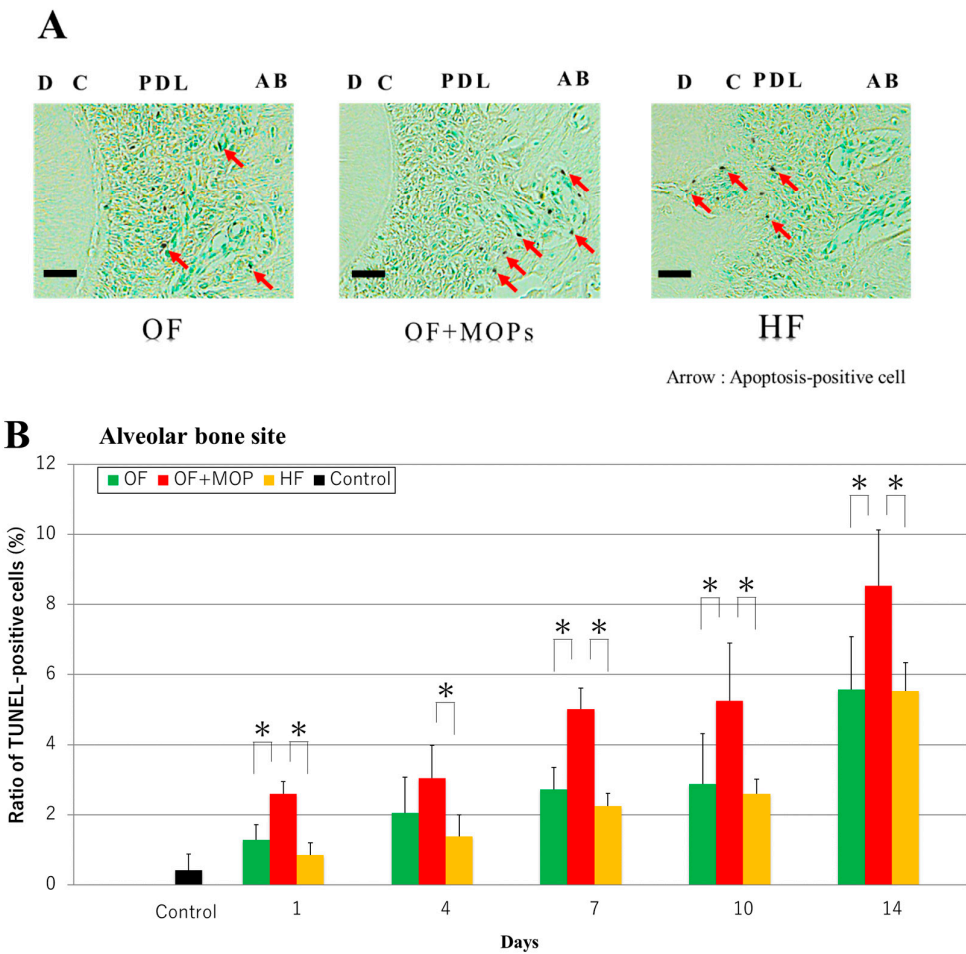 A
D C PDL AB
D C PDL AB
D C PDL AB
OF
OF+MOPs
HF
Arrow : Apoptosis-positive cell
B
Alveolar bone site
OF OF+MOP HF Control
Ratio of TUNEL-positive cells (%)
12
10
8
6
4
2
0
* * * * * * * * *
Control 1 4 7 10 14
Days